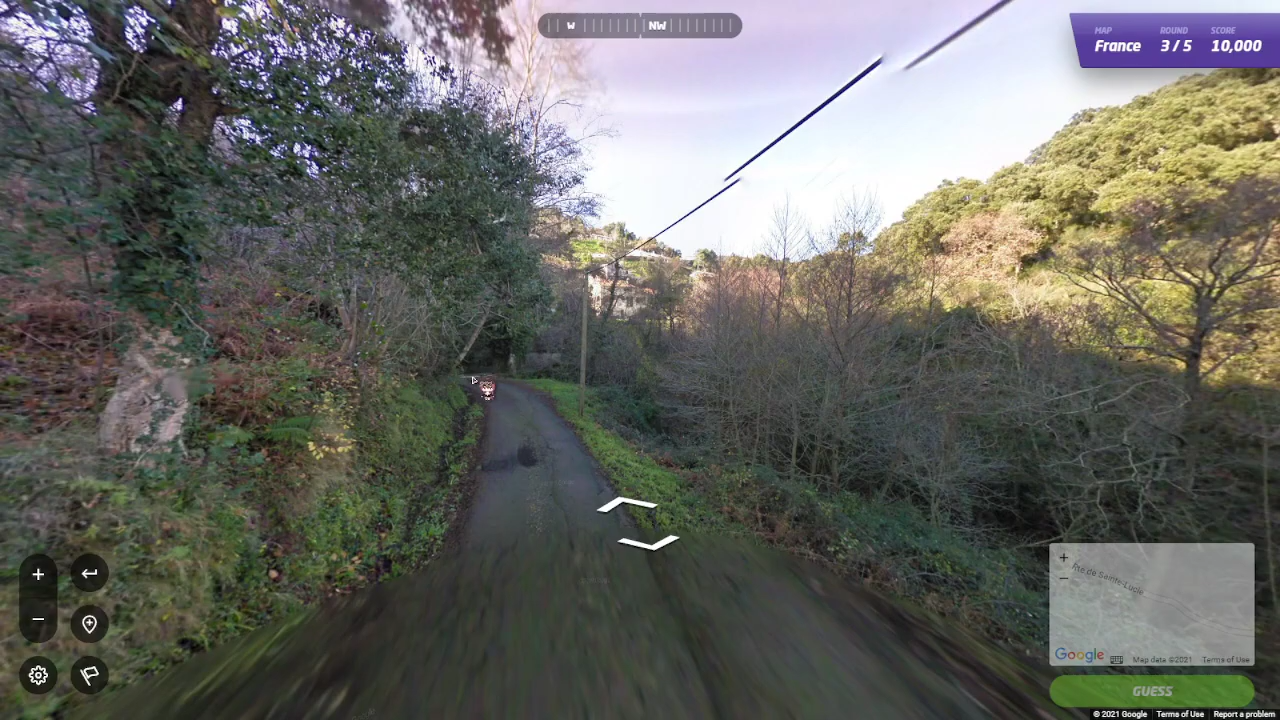 W
NW
MAP
France
ROUND
3 / 5
SCORE
10,000
+
−
+
−
Rte de Sainte-Lucie
Google
Map data ©2021
Terms of Use
GUESS
© 2021 Google
Terms of Use
Report a problem